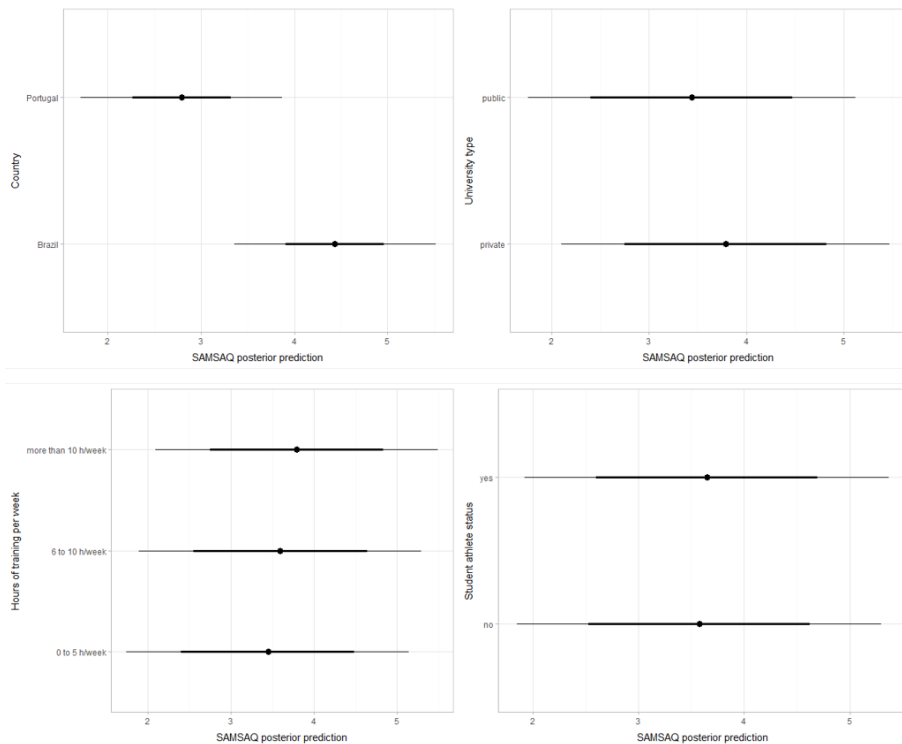 Country
Portugal
Brazil
2 3 4 5
SAMSAQ posterior prediction
University type
public
private
2 3 4 5
SAMSAQ posterior prediction
Hours of training per week
more than 10 h/week
6 to 10 h/week
0 to 5 h/week
2 3 4 5
SAMSAQ posterior prediction
Student athlete status
yes
no
2 3 4 5
SAMSAQ posterior prediction